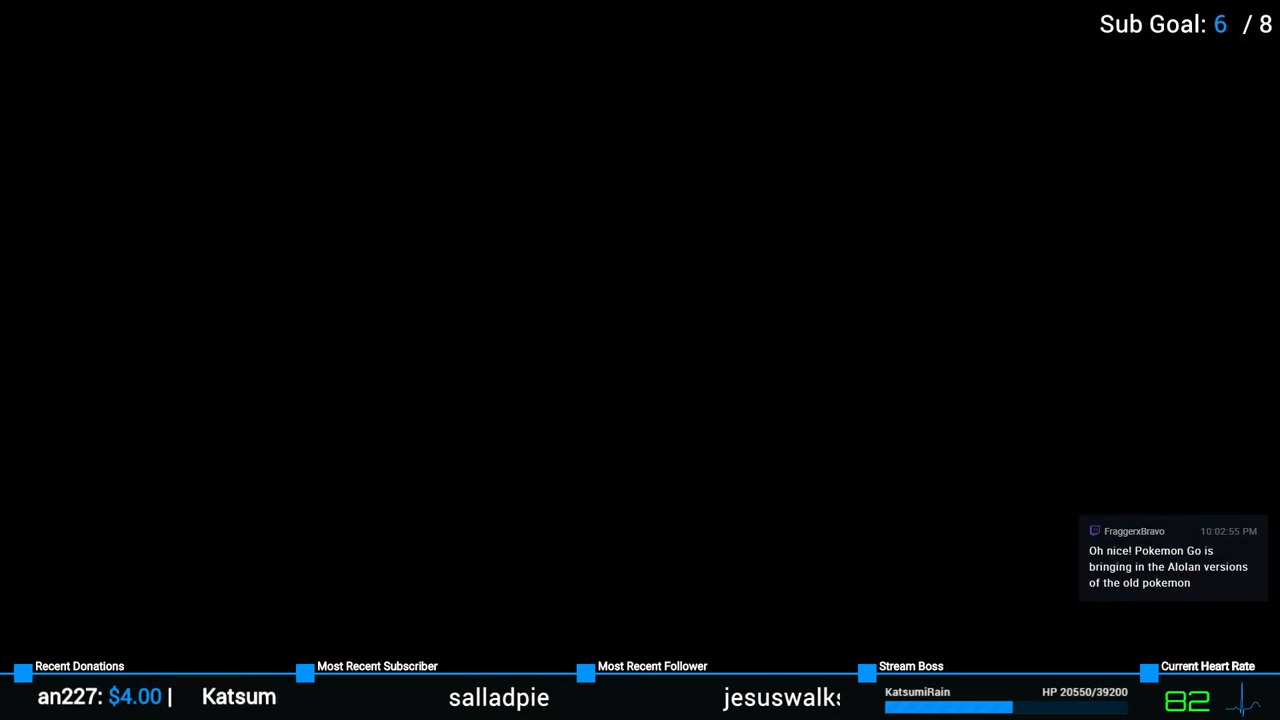 Sub Goal: 6 / 8
FraggerxBravo 10:02:55 PM
Oh nice! Pokemon Go is
bringing in the Alolan versions
of the old pokemon
Recent Donations
an227: $4.00 | Katsum
Most Recent Subscriber
salladpie
Most Recent Follower
jesuswalks
Stream Boss
KatsumiRain HP 20550/39200
Current Heart Rate
82